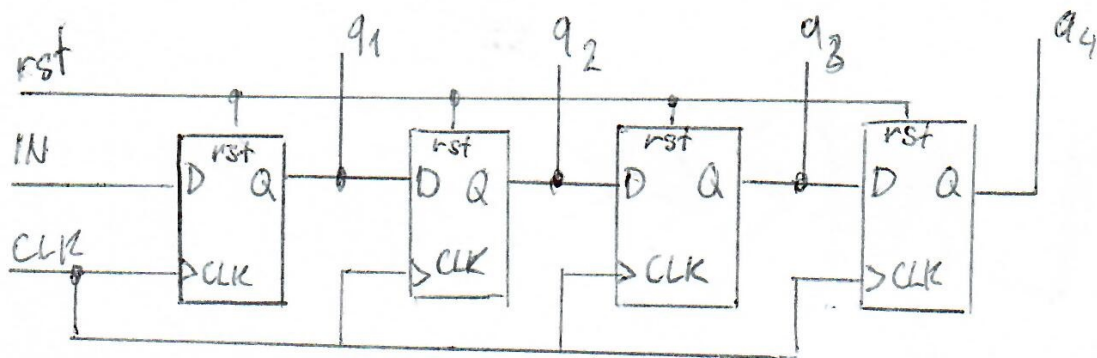 q1 q2 q3 q4
rst
rst rst rst rst
IN
D Q D Q D Q D Q
CLK
CLK CLK CLK CLK